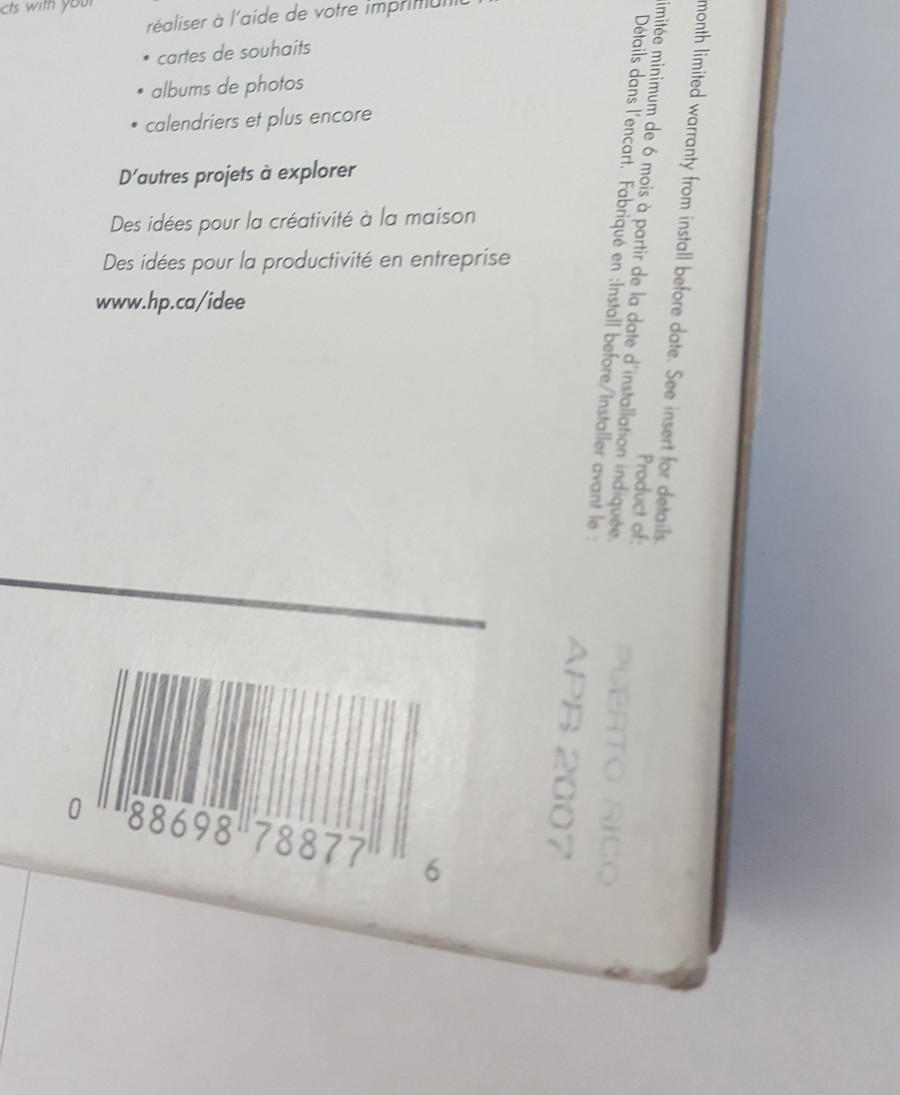 cts with your
réaliser à l'aide de votre
• cartes de souhaits
• albums de photos
• calendriers et plus encore
D'autres projets à explorer
Des idées pour la créativité à la maison
Des idées pour la productivité en entreprise
www.hp.ca/idee
month limited warranty from install before date. See insert for details.
Product of:
limitée minimum de 6 mois à partir de la date d'installation indiquée.
Détails dans l'encart. Fabriqué en :Install before/Installer avant le :
PUERTO RICO
APR 2007
0 88698 78877 6